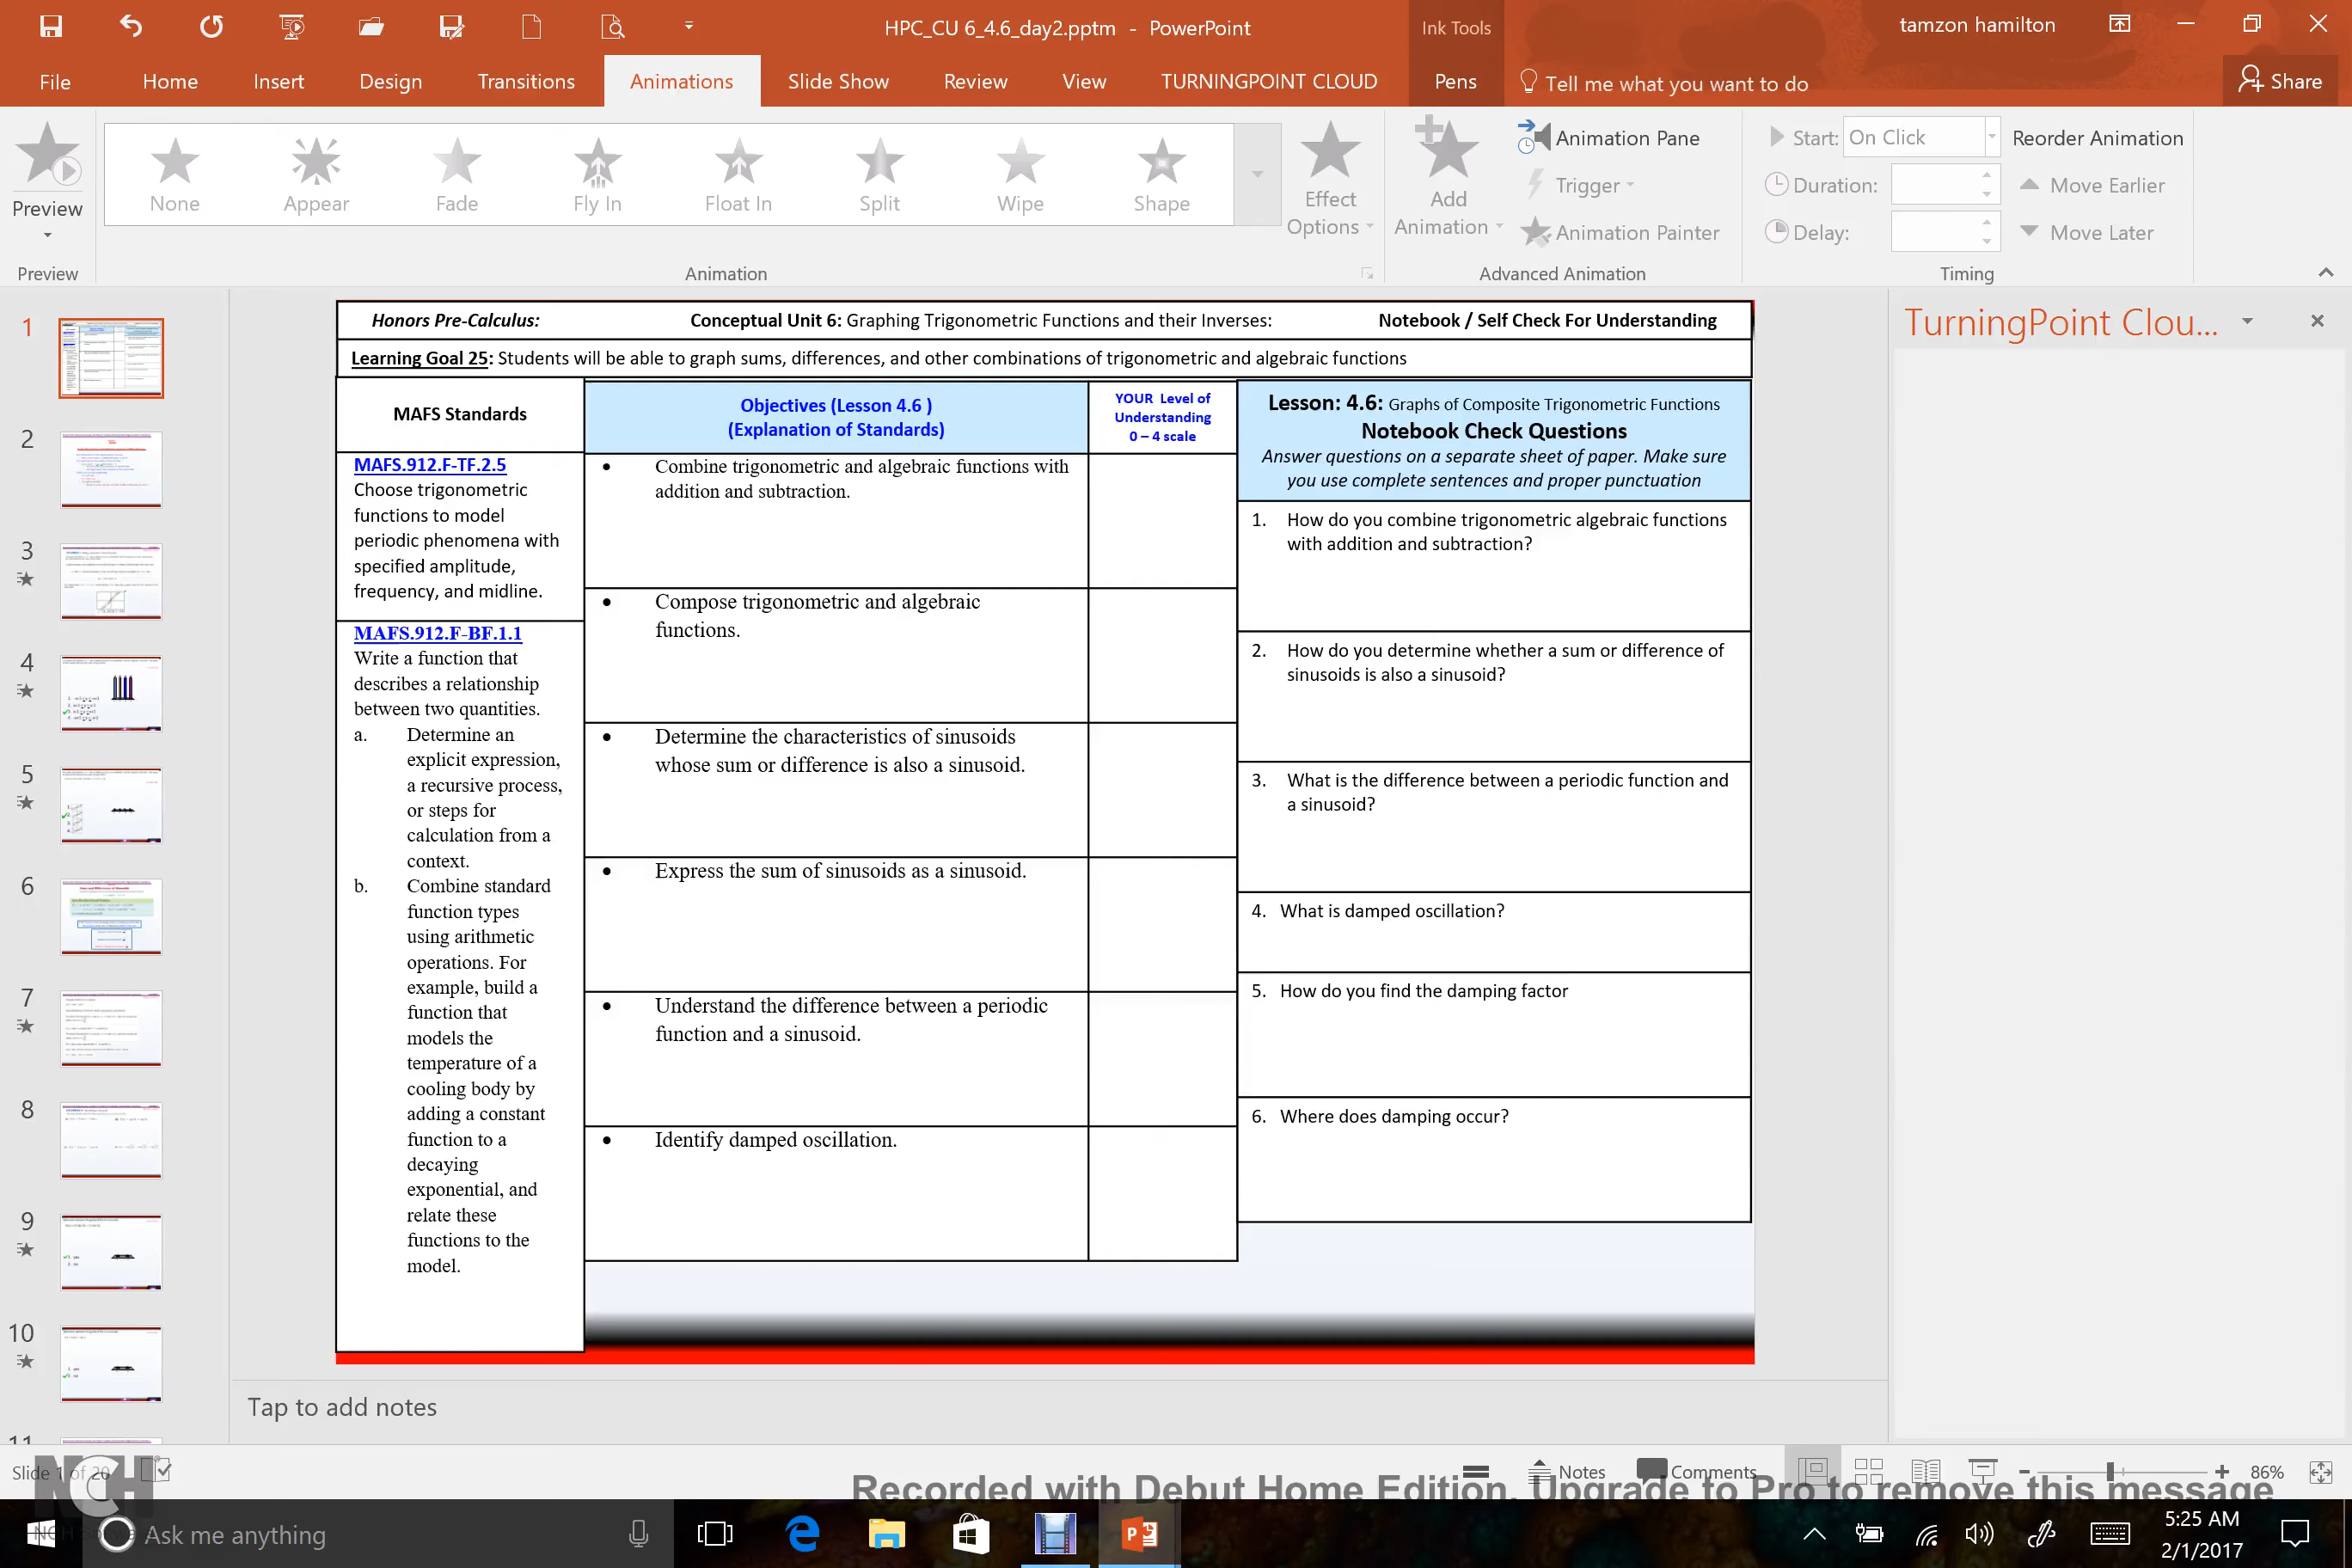 HPC_CU 6_4.6_day2.pptm - PowerPoint
Ink Tools
tamzon hamilton
File
Home
Insert
Design
Transitions
Animations
Slide Show
Review
View
TURNINGPOINT CLOUD
Pens
Tell me what you want to do
Share
Preview
None
Appear
Fade
Fly In
Float In
Split
Wipe
Shape
Effect
Options
Add
Animation
Animation Pane
Trigger
Animation Painter
Start: On Click
Duration:
Delay:
Reorder Animation
Move Earlier
Move Later
Preview
Animation
Advanced Animation
Timing
1
2
3
4
5
6
7
8
9
10
11
Honors Pre-Calculus: Conceptual Unit 6: Graphing Trigonometric Functions and their Inverses: Notebook / Self Check For Understanding
Learning Goal 25: Students will be able to graph sums, differences, and other combinations of trigonometric and algebraic functions
MAFS Standards
MAFS.912.F-TF.2.5
Choose trigonometric
functions to model
periodic phenomena with
specified amplitude,
frequency, and midline.
MAFS.912.F-BF.1.1
Write a function that
describes a relationship
between two quantities.
a. Determine an
explicit expression,
a recursive process,
or steps for
calculation from a
context.
b. Combine standard
function types
using arithmetic
operations. For
example, build a
function that
models the
temperature of a
cooling body by
adding a constant
function to a
decaying
exponential, and
relate these
functions to the
model.
Objectives (Lesson 4.6 )
(Explanation of Standards)
• Combine trigonometric and algebraic functions with
addition and subtraction.
• Compose trigonometric and algebraic
functions.
• Determine the characteristics of sinusoids
whose sum or difference is also a sinusoid.
• Express the sum of sinusoids as a sinusoid.
• Understand the difference between a periodic
function and a sinusoid.
• Identify damped oscillation.
YOUR Level of
Understanding
0 – 4 scale
Lesson: 4.6: Graphs of Composite Trigonometric Functions
Notebook Check Questions
Answer questions on a separate sheet of paper. Make sure
you use complete sentences and proper punctuation
1. How do you combine trigonometric algebraic functions
with addition and subtraction?
2. How do you determine whether a sum or difference of
sinusoids is also a sinusoid?
3. What is the difference between a periodic function and
a sinusoid?
4. What is damped oscillation?
5. How do you find the damping factor
6. Where does damping occur?
TurningPoint Clou...
Tap to add notes
Slide 1 of 20
NCH
Notes
Comments
86%
Recorded with Debut Home Edition. Upgrade to Pro to remove this message
Ask me anything
5:25 AM
2/1/2017